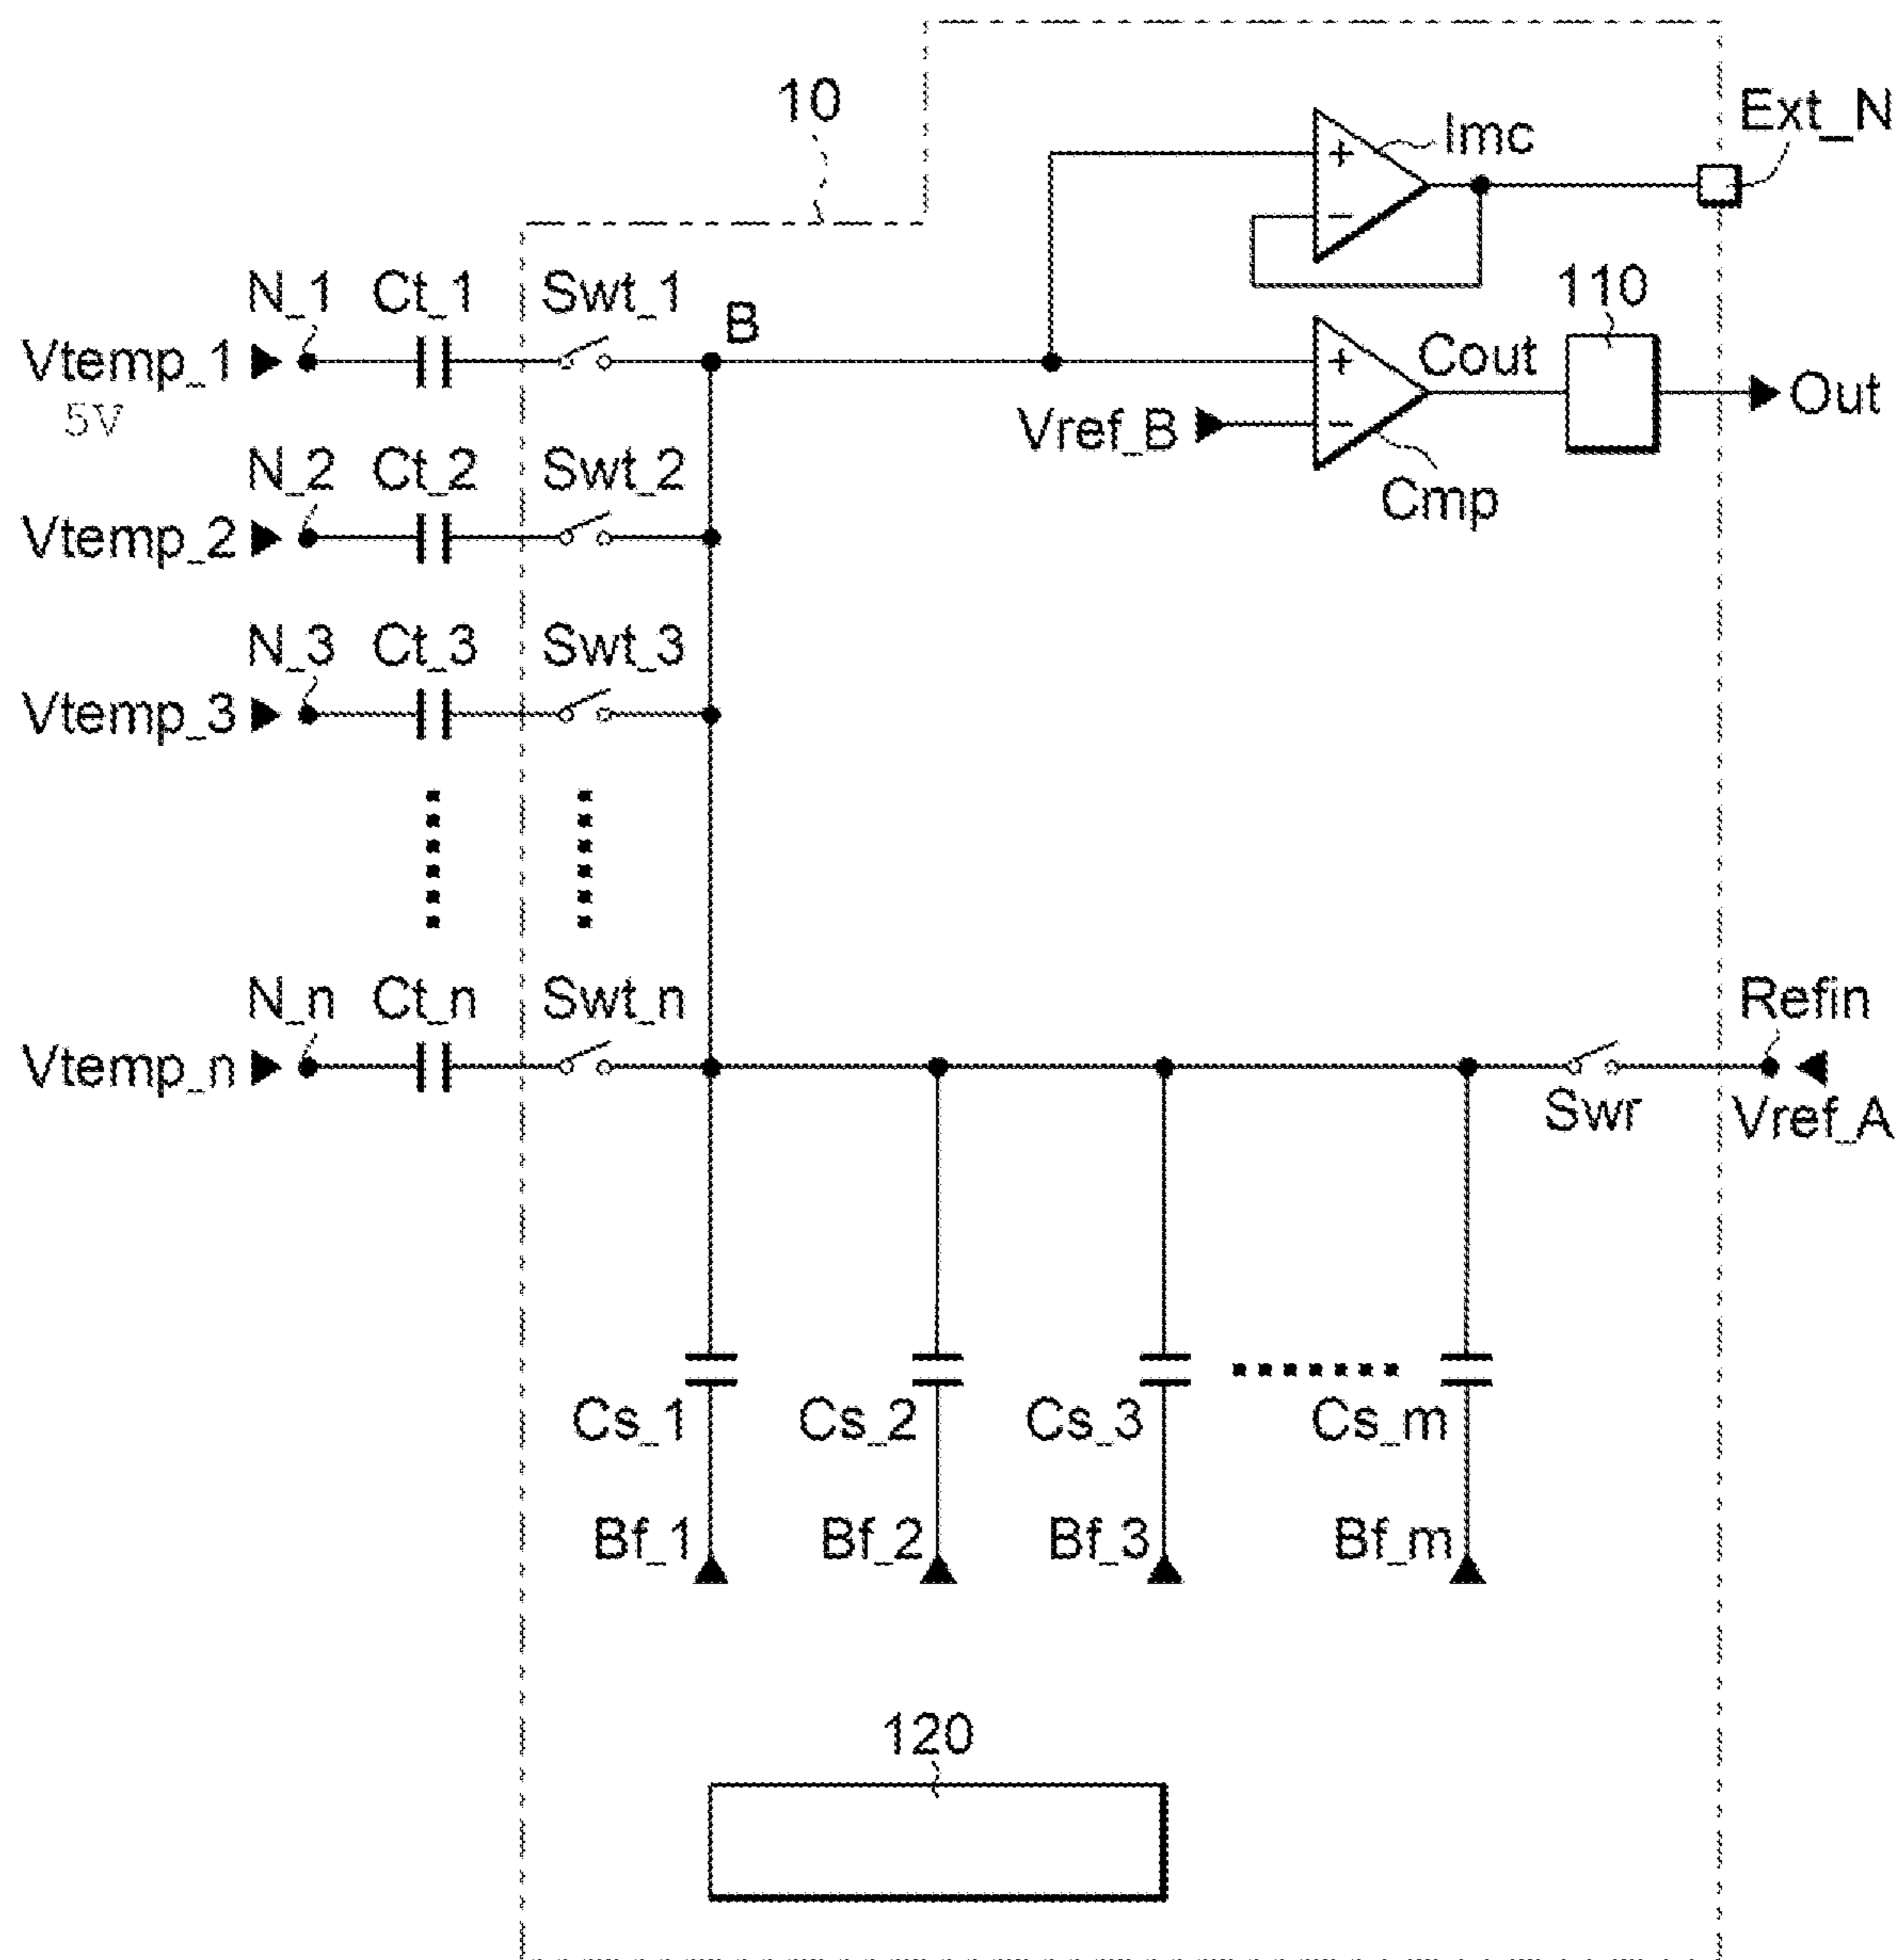 10
Imc
Ext_N
N_1 Ct_1 Swt_1 B
110
Vtemp_1
5V
+
−
+
−
Cout
Out
Vref_B
Cmp
N_2 Ct_2 Swt_2
Vtemp_2
N_3 Ct_3 Swt_3
Vtemp_3
N_n Ct_n Swt_n
Refin
Vtemp_n
Swr
Vref_A
Cs_1 Cs_2 Cs_3 Cs_m
Bf_1 Bf_2 Bf_3 Bf_m
120